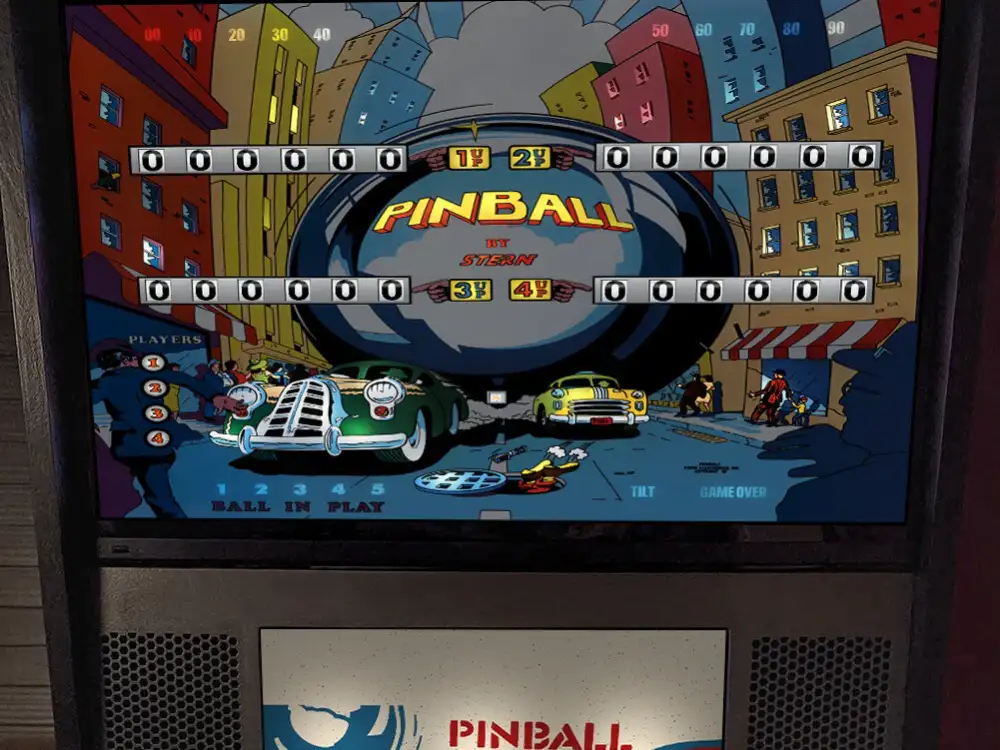 00 10 20 30 40 50 60 70 80 90
0 0 0 0 0 0 1UP 2UP 0 0 0 0 0 0
PINBALL
BY
STERN
0 0 0 0 0 0 3UP 4UP 0 0 0 0 0 0
PLAYERS
1
2
3
4
1 2 3 4 5
BALL IN PLAY
TILT GAME OVER
PINBALL